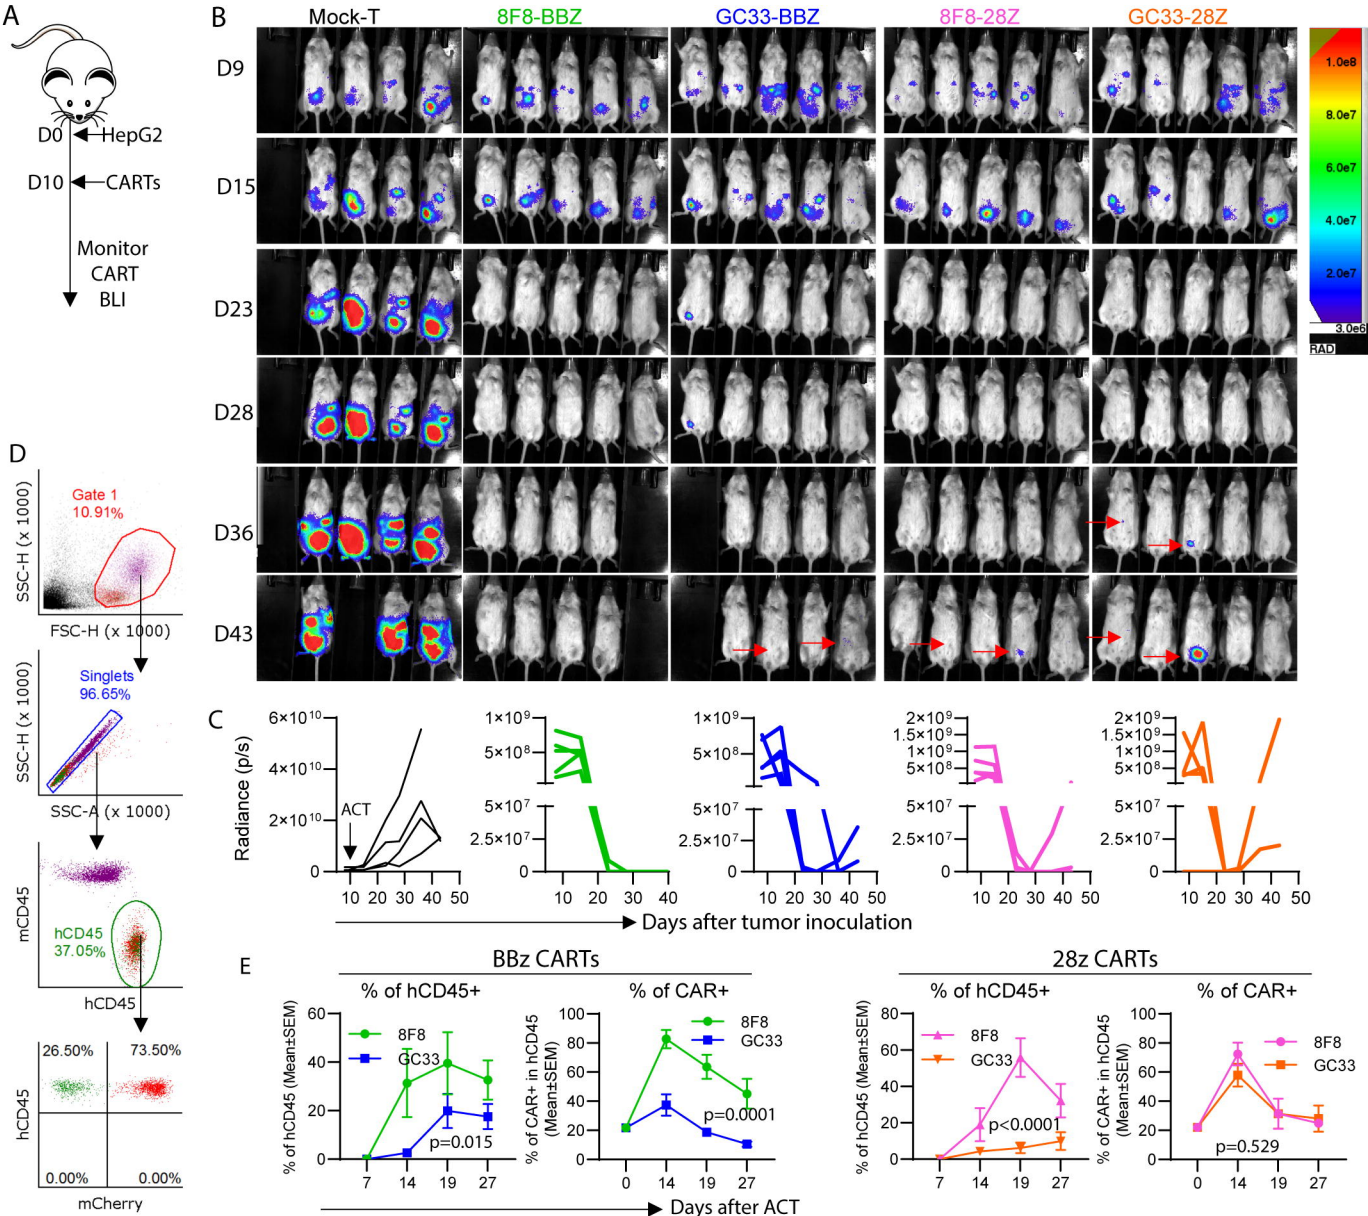 A
D0
HepG2
D10
CARTs
Monitor
CART
BLI
B
Mock-T
8F8-BBZ
GC33-BBZ
8F8-28Z
GC33-28Z
D9
D15
D23
D28
D36
D43
1.0e8
8.0e7
6.0e7
4.0e7
2.0e7
3.0e6
RAD
C
Radiance (p/s)
6×10¹⁰
4×10¹⁰
2×10¹⁰
0
ACT
0 10 20 30 40 50
1×10⁹
5×10⁸
5×10⁷
2.5×10⁷
0
0 10 20 30 40
1×10⁹
5×10⁸
5×10⁷
2.5×10⁷
0
0 10 20 30 40 50
2×10⁹
1.5×10⁹
1×10⁹
5×10⁸
5×10⁷
2.5×10⁷
0
0 10 20 30 40 50
2×10⁹
1.5×10⁹
1×10⁹
5×10⁸
5×10⁷
2.5×10⁷
0
0 10 20 30 40 50
Days after tumor inoculation
D
SSC-H (x 1000)
Gate 1
10.91%
FSC-H (x 1000)
SSC-H (x 1000)
Singlets
96.65%
SSC-A (x 1000)
mCD45
hCD45
37.05%
hCD45
hCD45
26.50%
73.50%
0.00%
0.00%
mCherry
E
BBz CARTs
% of hCD45+
% of hCD45 (Mean±SEM)
60
40
20
0
8F8
GC33
p=0.015
7 14 19 27
% of CAR+
% of CAR+ in hCD45
(Mean±SEM)
100
80
60
40
20
0
8F8
GC33
p=0.0001
0 14 19 27
28z CARTs
% of hCD45+
% of hCD45 (Mean±SEM)
80
60
40
20
0
8F8
GC33
p<0.0001
7 14 19 27
% of CAR+
% of CAR+ in hCD45
(Mean±SEM)
100
80
60
40
20
0
8F8
GC33
p=0.529
0 14 19 27
Days after ACT